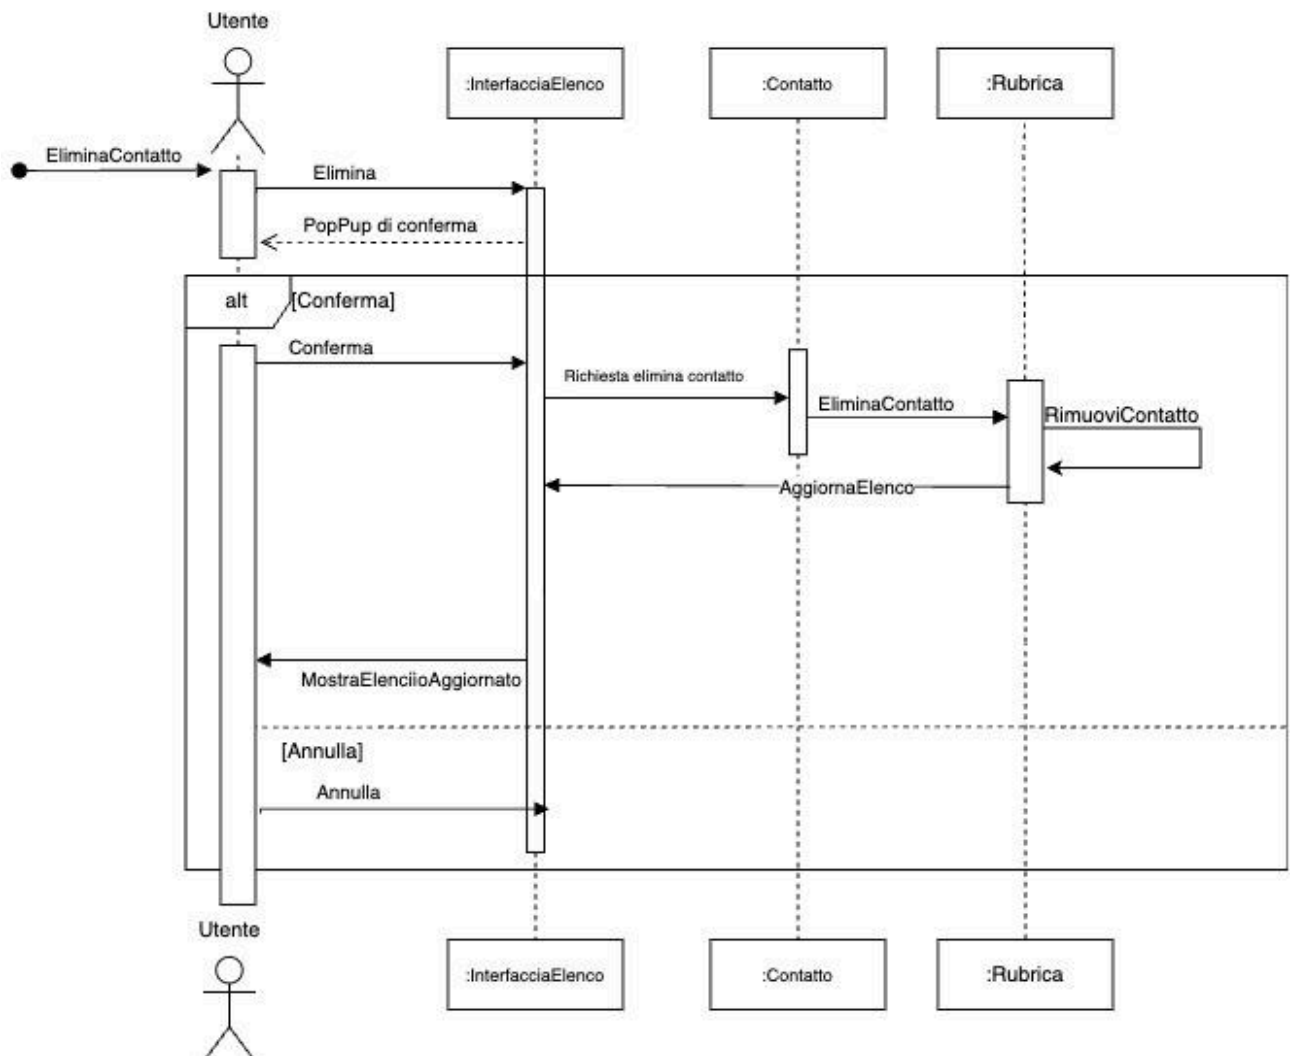 Utente
:InterfacciaElenco
:Contatto
:Rubrica
EliminaContatto
Elimina
PopPup di conferma
alt
[Conferma]
Conferma
Richiesta elimina contatto
EliminaContatto
RimuoviContatto
AggiornaElenco
MostraElenciioAggiornato
[Annulla]
Annulla
Utente
:InterfacciaElenco
:Contatto
:Rubrica